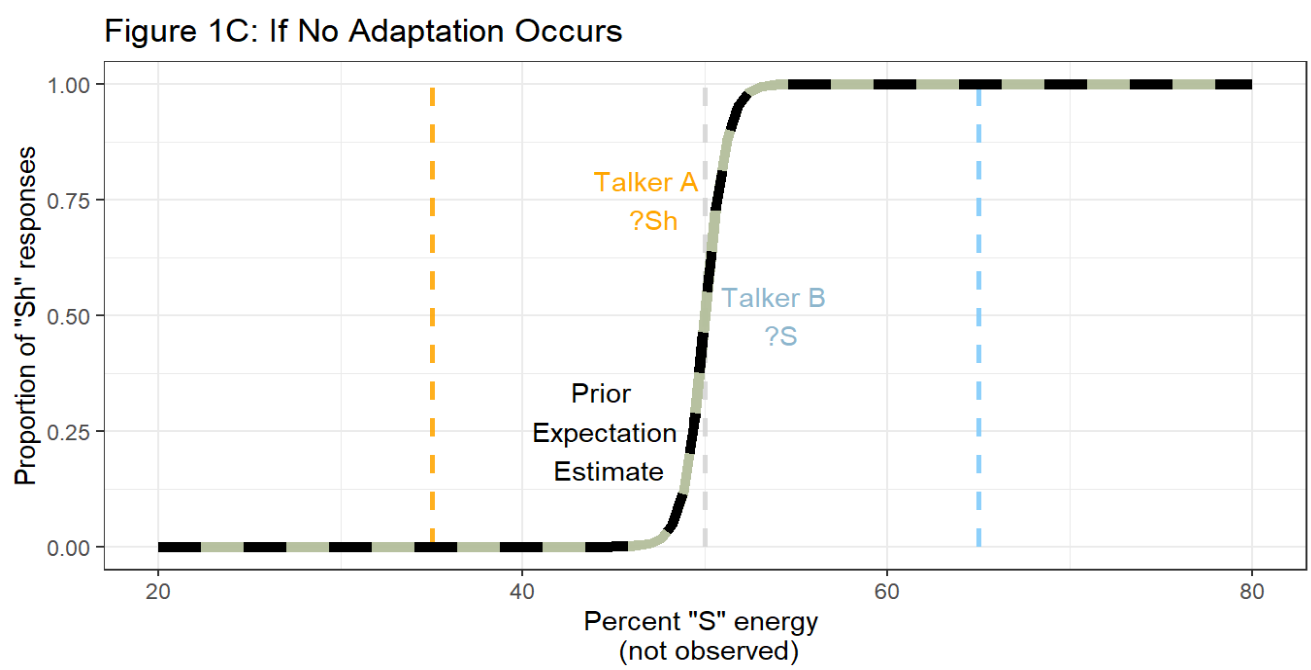 Figure 1C: If No Adaptation Occurs
Proportion of "Sh" responses
1.00
0.75
0.50
0.25
0.00
Talker A
?Sh
Talker B
?S
Prior
Expectation
Estimate
20
40
60
80
Percent "S" energy
(not observed)